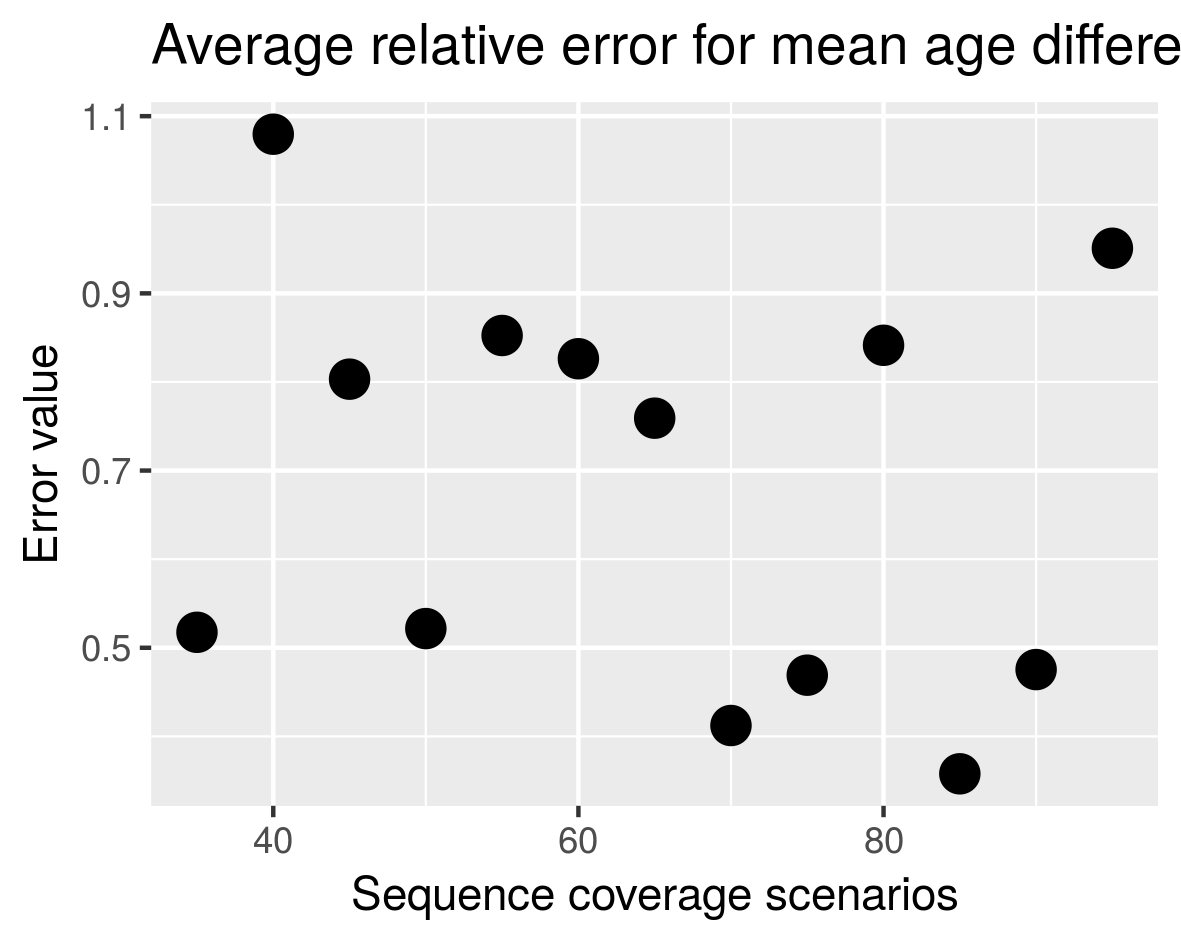 Average relative error for mean age differe
1.1
0.9
0.7
0.5
Error value
40 60 80
Sequence coverage scenarios